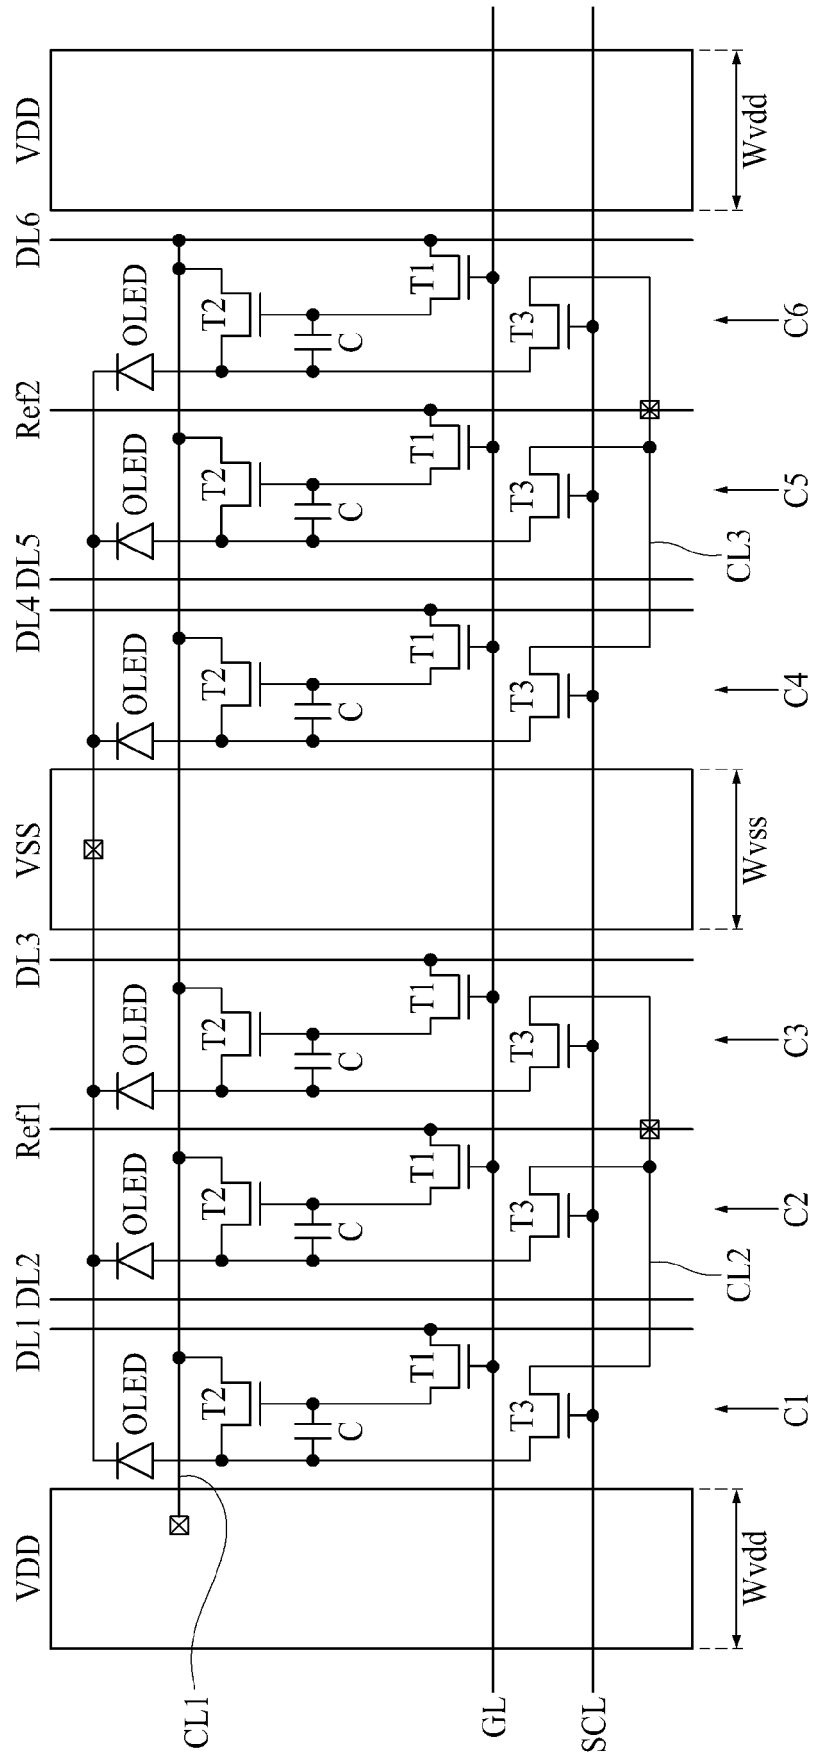 VDD DL1 DL2 Ref1 DL3 VSS DL4 DL5 Ref2 DL6 VDD
OLED OLED OLED OLED OLED OLED
CL1
T2 T2 T2 T2 T2 T2
C C C C C C
T1 T1 T1 T1 T1 T1
GL
T3 T3 T3 T3 T3 T3
SCL
Wvdd CL2 Wvss CL3 Wvdd
C1 C2 C3 C4 C5 C6